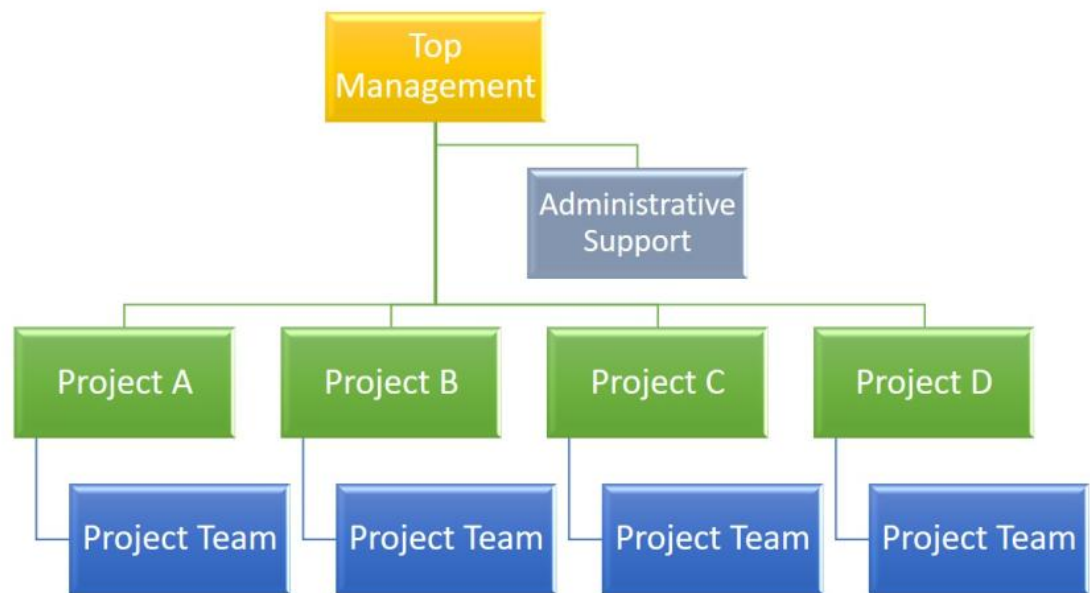 Top
Management
Administrative
Support
Project A
Project B
Project C
Project D
Project Team
Project Team
Project Team
Project Team